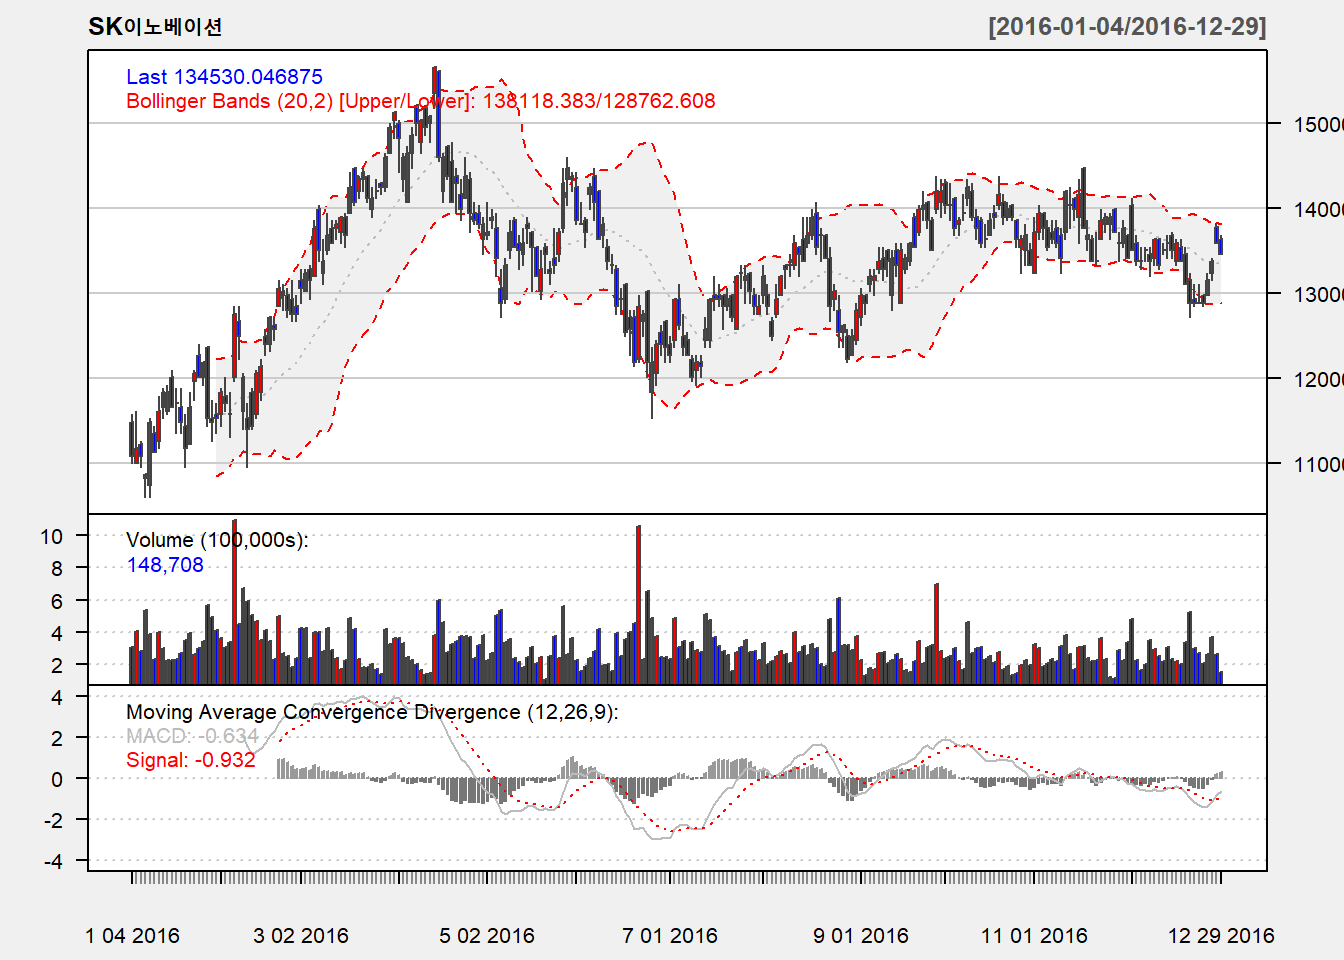 SK이노베이션 [2016-01-04/2016-12-29]
Last 134530.046875
Bollinger Bands (20,2) [Upper/Lower]: 138118.383/128762.608
15000
14000
13000
12000
11000
Volume (100,000s):
148,708
10
8
6
4
2
Moving Average Convergence Divergence (12,26,9):
MACD: -0.634
Signal: -0.932
4
2
0
-2
-4
1 04 2016 3 02 2016 5 02 2016 7 01 2016 9 01 2016 11 01 2016 12 29 2016